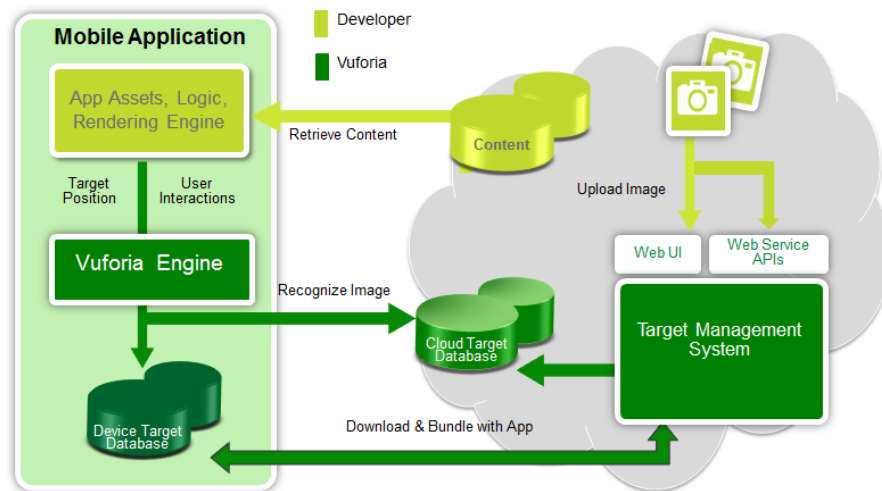 Developer
Vuforia
Mobile Application
App Assets, Logic,
Rendering Engine
Retrieve Content
Content
Target
Position
User
Interactions
Upload Image
Web UI
Web Service
APIs
Vuforia Engine
Recognize Image
Cloud Target
Database
Target Management
System
Device Target
Database
Download & Bundle with App